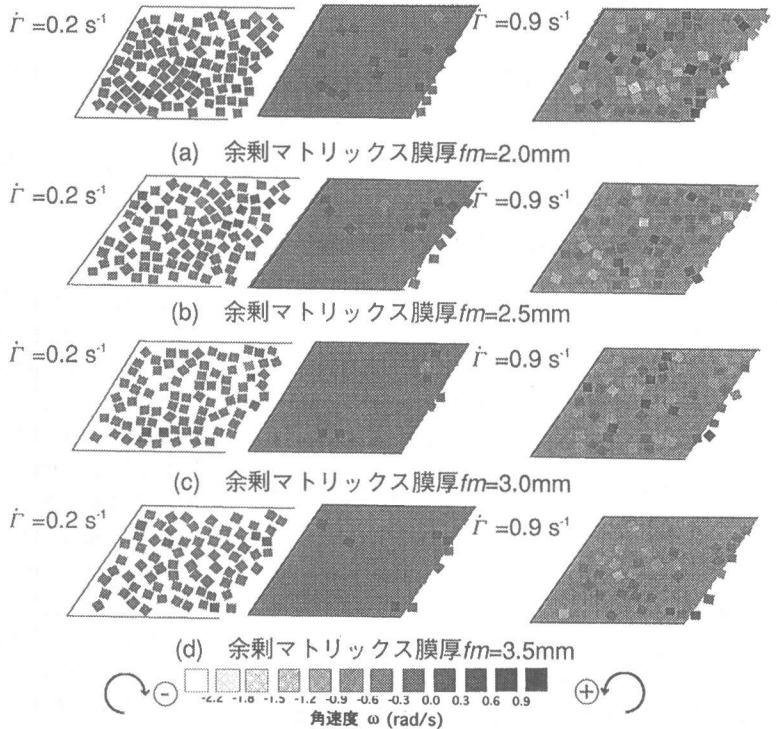 Γ̇ =0.2 s⁻¹ Γ̇ =0.9 s⁻¹
(a) 余剰マトリックス膜厚fm=2.0mm
Γ̇ =0.2 s⁻¹ Γ̇ =0.9 s⁻¹
(b) 余剰マトリックス膜厚fm=2.5mm
Γ̇ =0.2 s⁻¹ Γ̇ =0.9 s⁻¹
(c) 余剰マトリックス膜厚fm=3.0mm
Γ̇ =0.2 s⁻¹ Γ̇ =0.9 s⁻¹
(d) 余剰マトリックス膜厚fm=3.5mm
- +
-2.2 -1.8 -1.5 -1.2 -0.9 -0.6 -0.3 0.0 0.3 0.6 0.9
角速度 ω (rad/s)